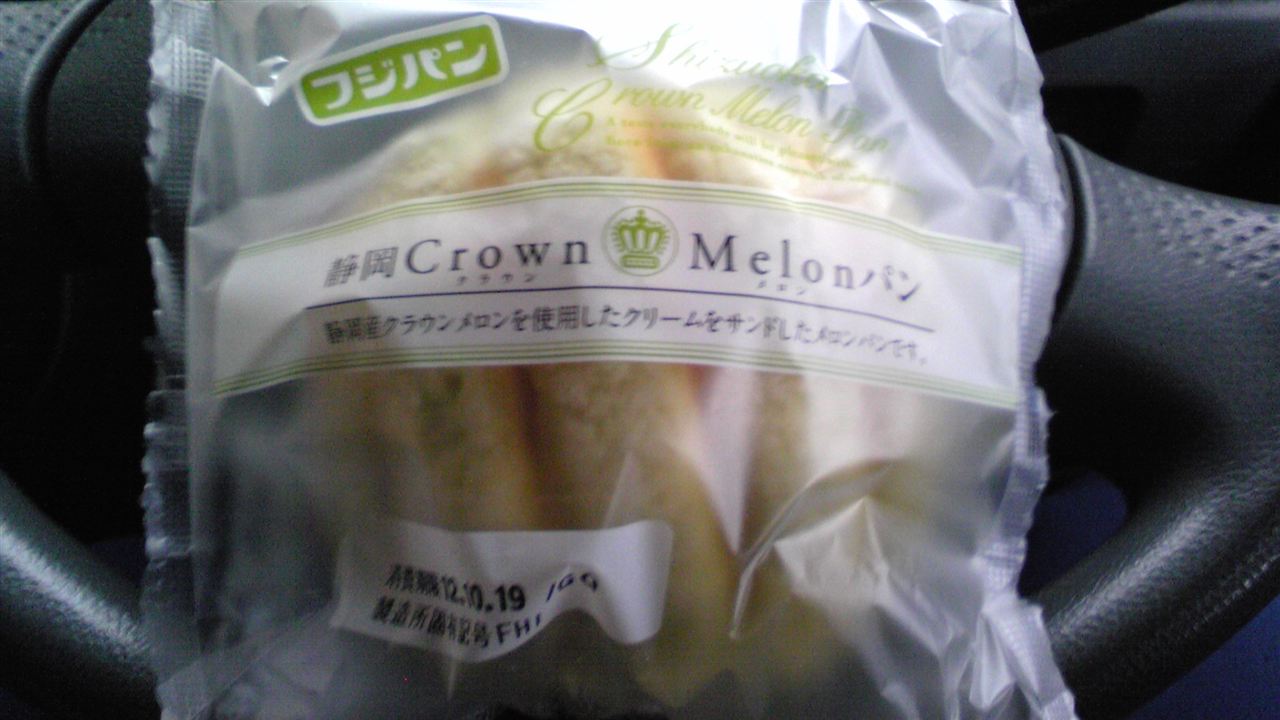 フジパン
Shizuoka
Crown Melon Pan
静岡Crown Melonパン
クラウン メロン
静岡産クラウンメロンを使用したクリームをサンドしたメロンパンです。
消費期限12.10.19 /GG
製造所固有記号FH/